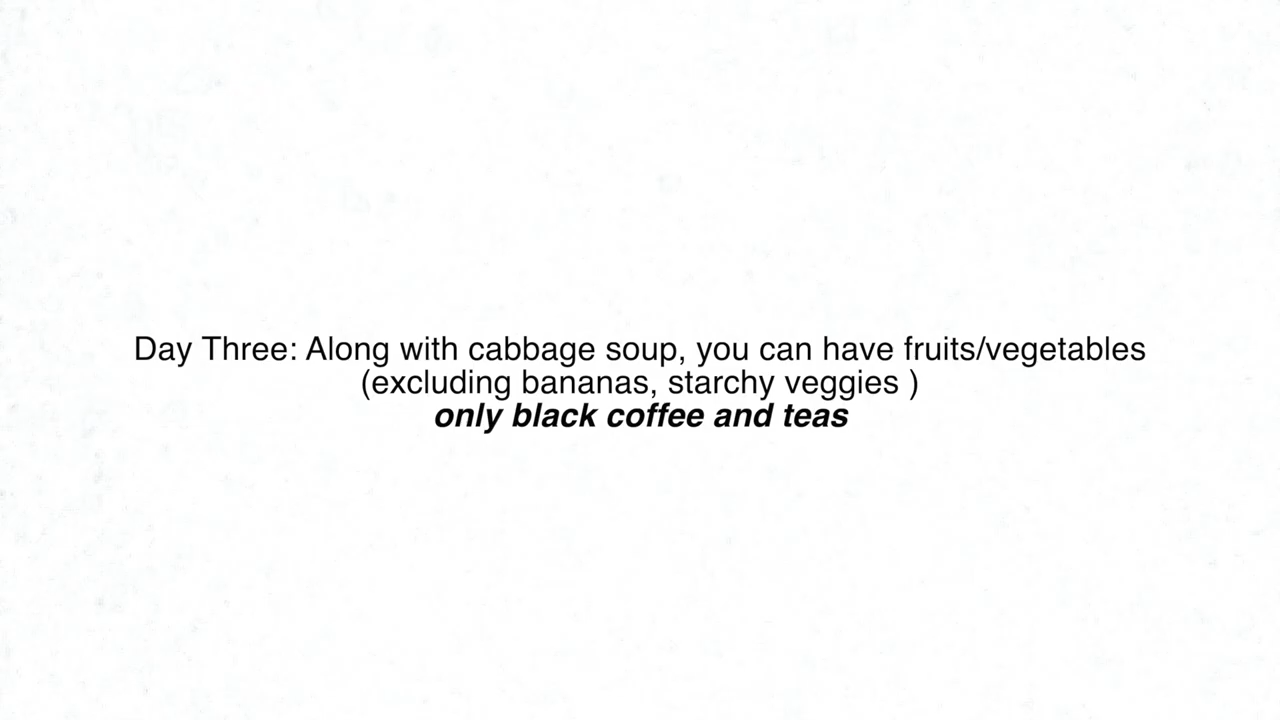 Day Three: Along with cabbage soup, you can have fruits/vegetables
(excluding bananas, starchy veggies )
only black coffee and teas